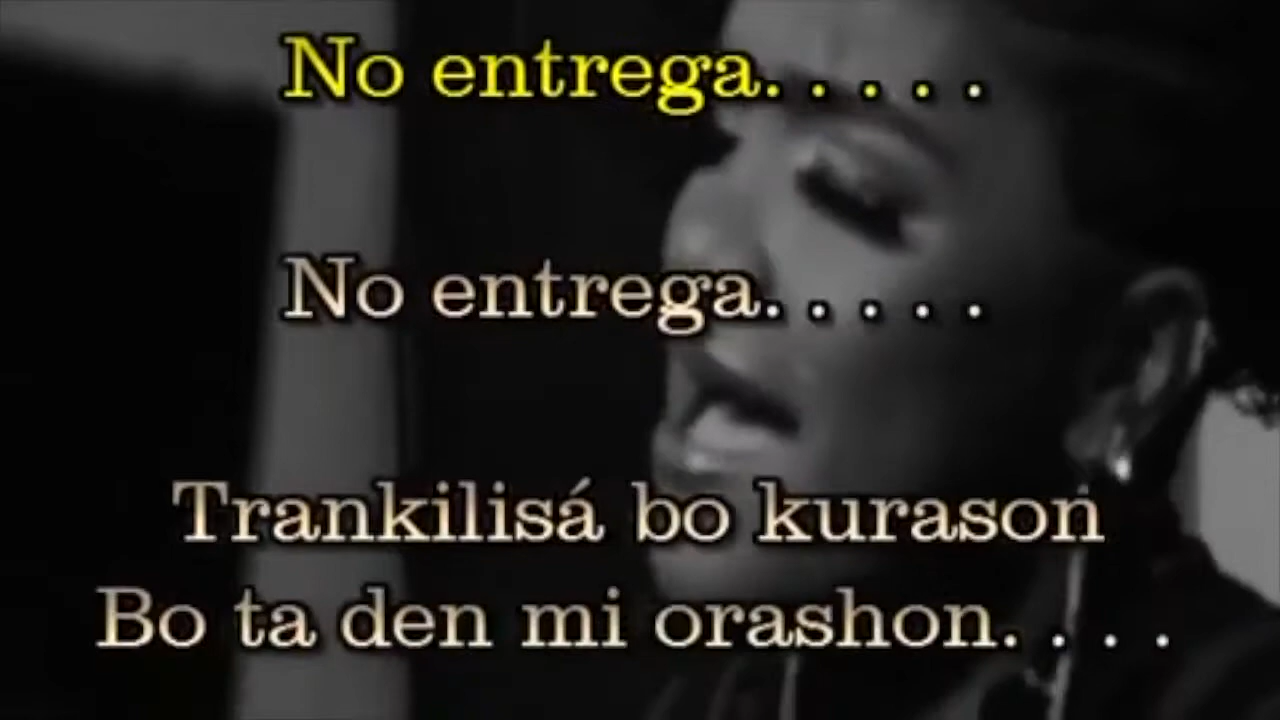 No entrega. . . . .
No entrega. . . . .
Trankilisá bo kurason
Bo ta den mi orashon. . . .